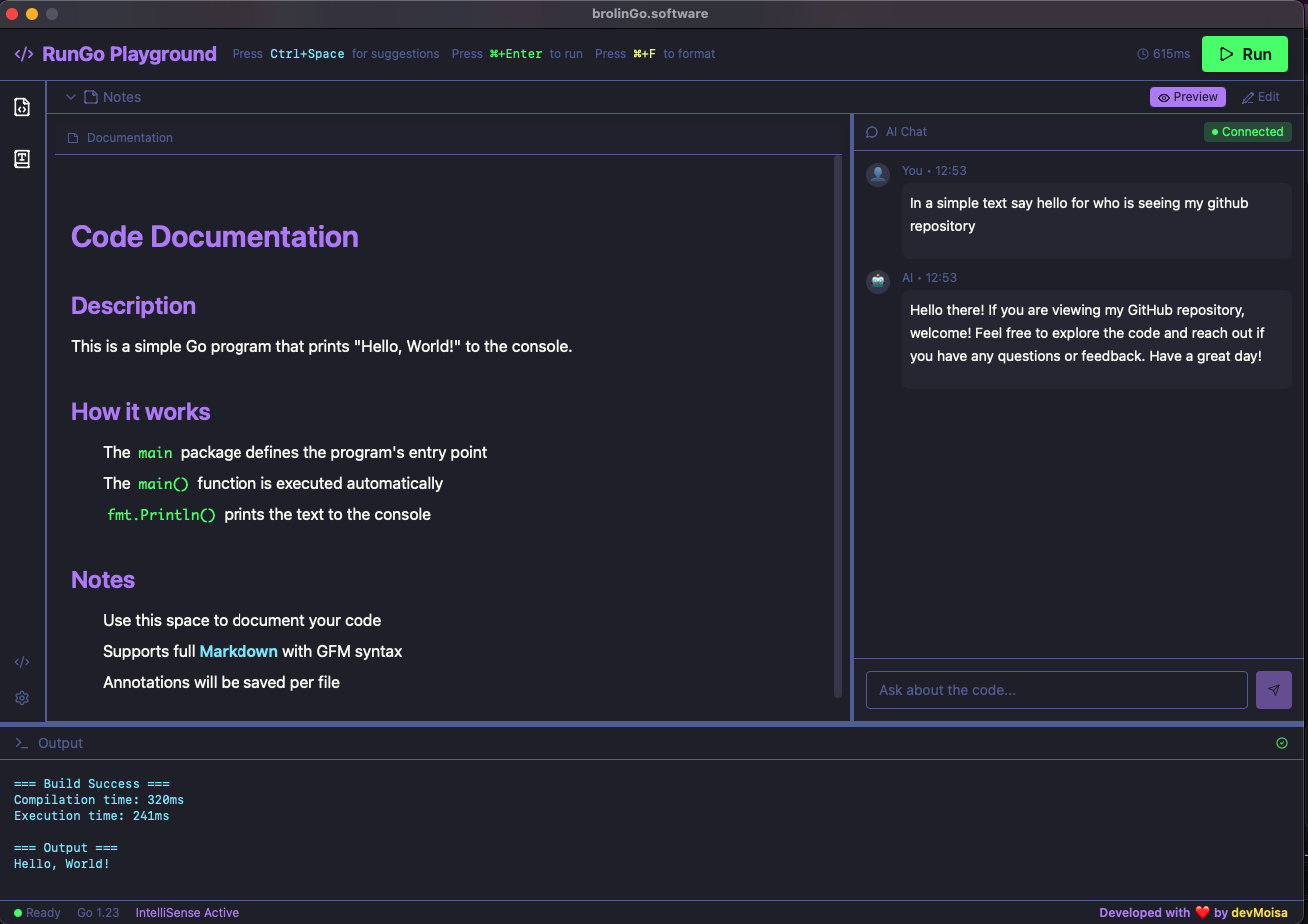 brolinGo.software
</> RunGo Playground Press Ctrl+Space for suggestions Press ⌘+Enter to run Press ⌘+F to format 615ms Run
Notes Preview Edit
Documentation
Code Documentation
Description
This is a simple Go program that prints "Hello, World!" to the console.
How it works
The main package defines the program's entry point
The main() function is executed automatically
fmt.Println() prints the text to the console
Notes
Use this space to document your code
Supports full Markdown with GFM syntax
Annotations will be saved per file
AI Chat Connected
You • 12:53
In a simple text say hello for who is seeing my github
repository
AI • 12:53
Hello there! If you are viewing my GitHub repository,
welcome! Feel free to explore the code and reach out if
you have any questions or feedback. Have a great day!
Ask about the code...
Output
=== Build Success ===
Compilation time: 320ms
Execution time: 241ms
=== Output ===
Hello, World!
Ready Go 1.23 IntelliSense Active Developed with ❤️ by devMoisa